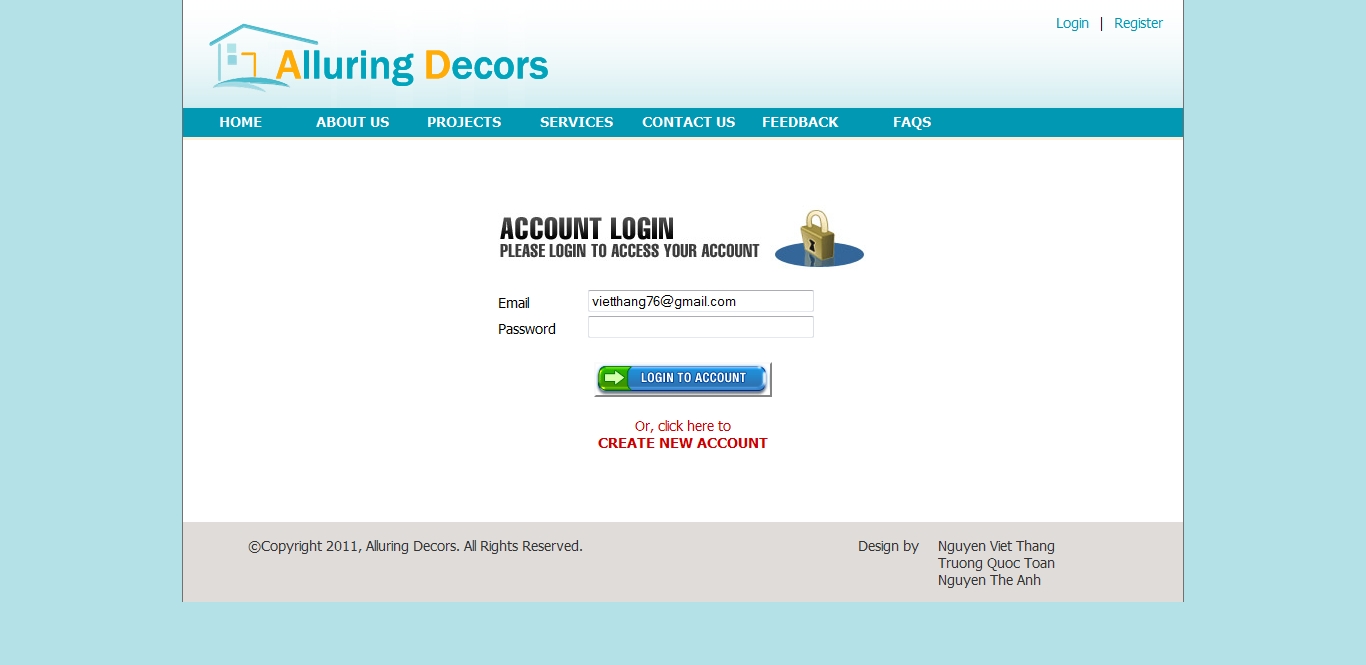 Login | Register
Alluring Decors
HOME ABOUT US PROJECTS SERVICES CONTACT US FEEDBACK FAQS
ACCOUNT LOGIN
PLEASE LOGIN TO ACCESS YOUR ACCOUNT
Email vietthang76@gmail.com
Password
LOGIN TO ACCOUNT
Or, click here to
CREATE NEW ACCOUNT
©Copyright 2011, Alluring Decors. All Rights Reserved. Design by Nguyen Viet Thang
Truong Quoc Toan
Nguyen The Anh